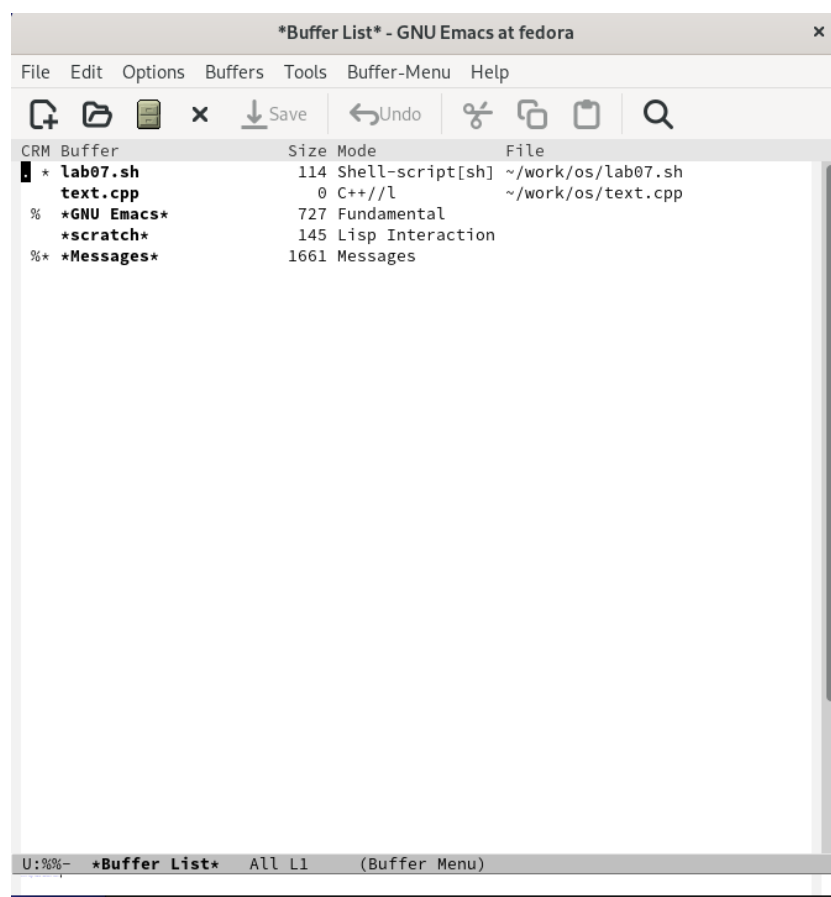 *Buffer List* - GNU Emacs at fedora ×
File Edit Options Buffers Tools Buffer-Menu Help
Save Undo
CRM Buffer Size Mode File
. * lab07.sh 114 Shell-script[sh] ~/work/os/lab07.sh
text.cpp 0 C++//l ~/work/os/text.cpp
% *GNU Emacs* 727 Fundamental
*scratch* 145 Lisp Interaction
%* *Messages* 1661 Messages
U:%%- *Buffer List* All L1 (Buffer Menu)